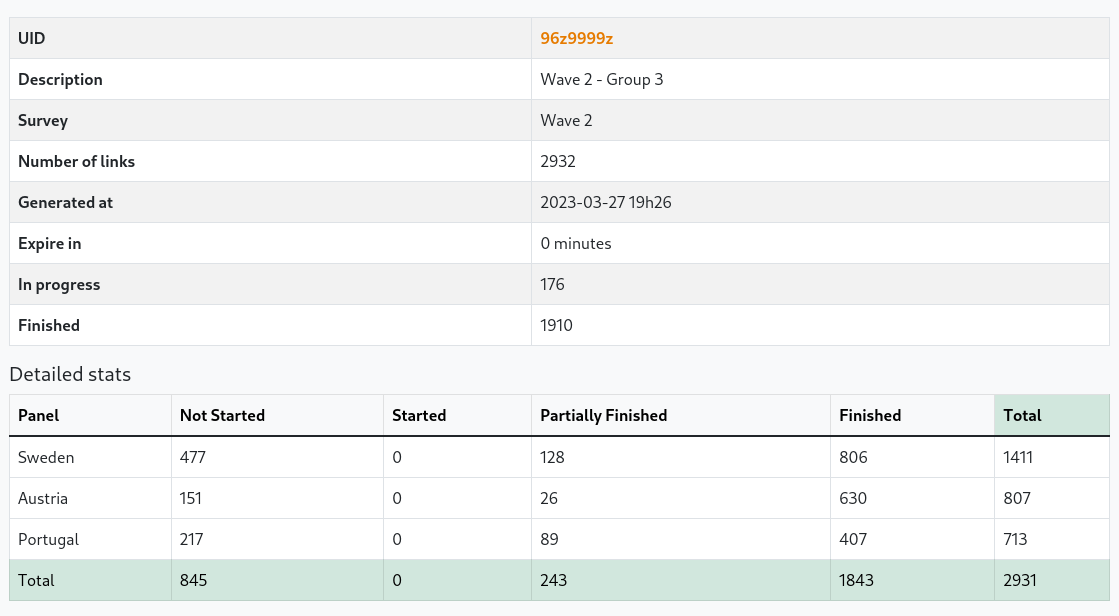 UID 96z9999z
Description Wave 2 - Group 3
Survey Wave 2
Number of links 2932
Generated at 2023-03-27 19h26
Expire in 0 minutes
In progress 176
Finished 1910
Detailed stats
Panel Not Started Started Partially Finished Finished Total
Sweden 477 0 128 806 1411
Austria 151 0 26 630 807
Portugal 217 0 89 407 713
Total 845 0 243 1843 2931